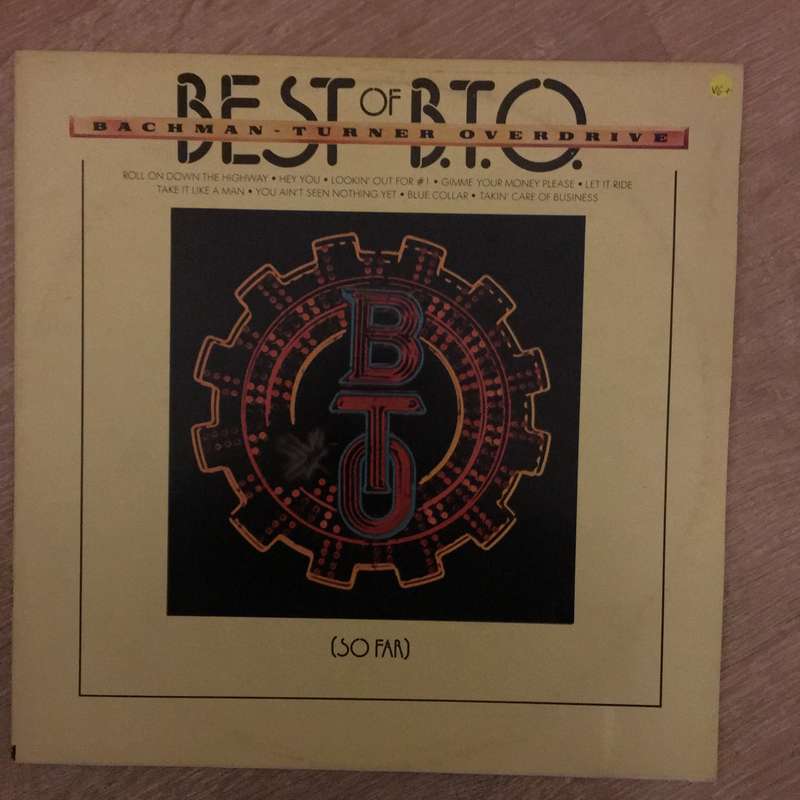 BEST OF B.T.O.
BACHMAN-TURNER OVERDRIVE
ROLL ON DOWN THE HIGHWAY • HEY YOU • LOOKIN' OUT FOR #1 • GIMME YOUR MONEY PLEASE • LET IT RIDE
TAKE IT LIKE A MAN • YOU AIN'T SEEN NOTHING YET • BLUE COLLAR • TAKIN' CARE OF BUSINESS
B
T
O
(SO FAR)
VG+